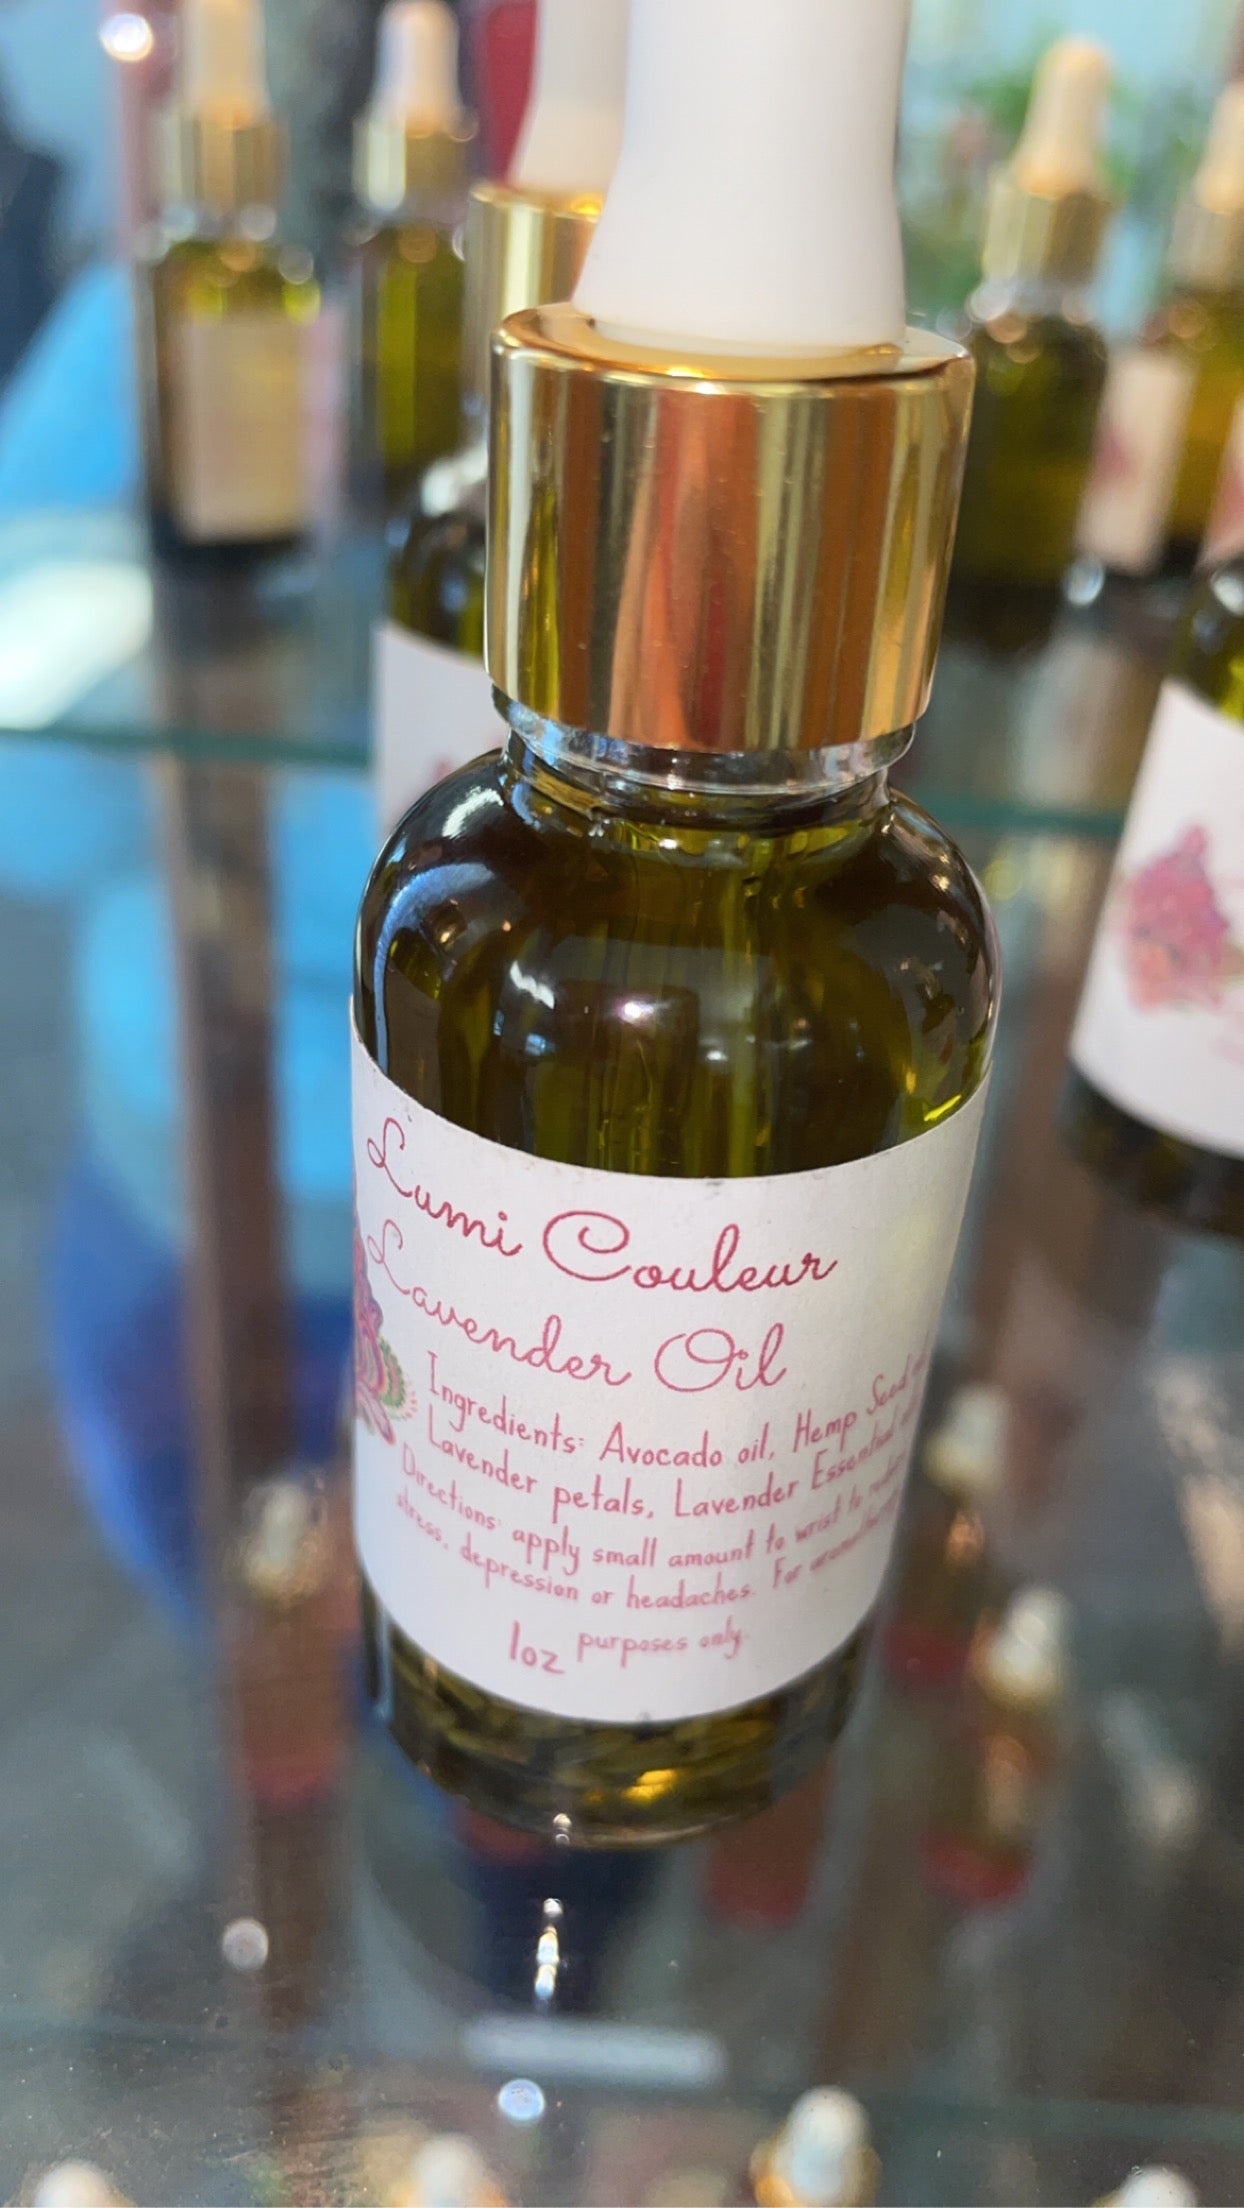 Lumi Couleur
Lavender Oil
Ingredients: Avocado oil, Hemp Seed
Lavender petals, Lavender Essential
Directions: apply small amount to wrist to
stress, depression or headaches. For aromatherapy
purposes only.
1oz